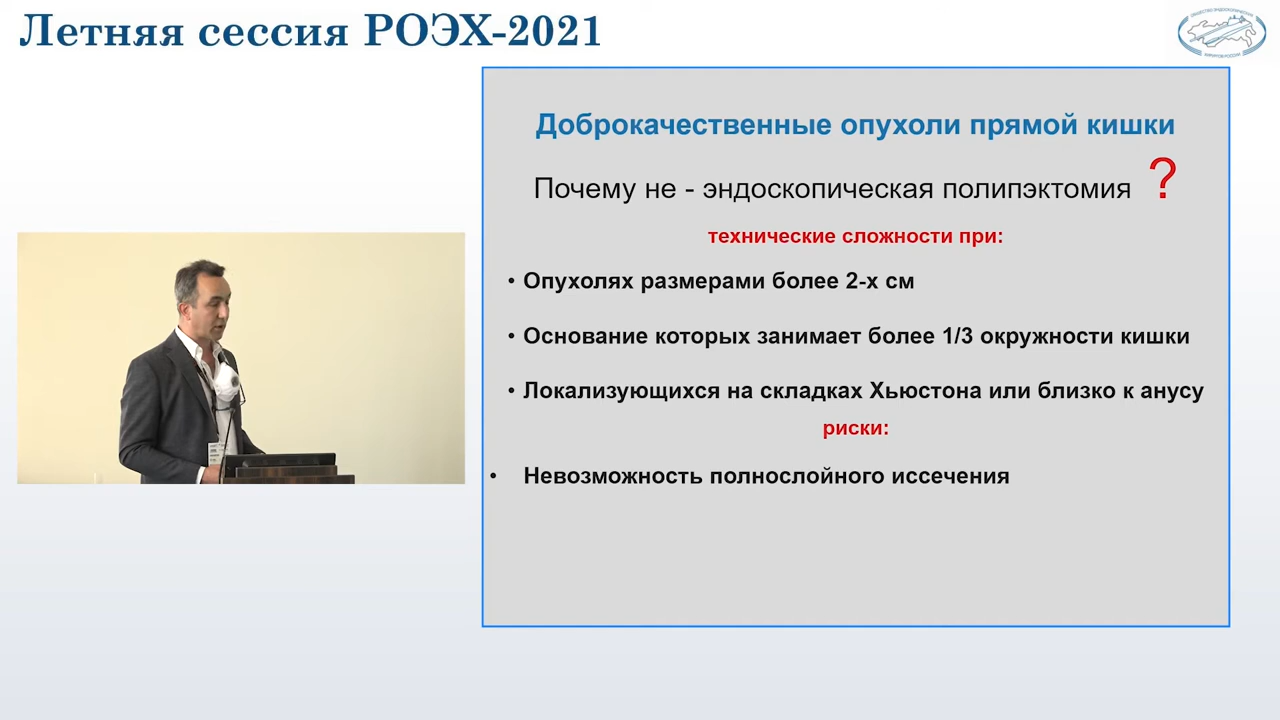 Летняя сессия РОЭХ-2021
Доброкачественные опухоли прямой кишки
Почему не - эндоскопическая полипэктомия ?
технические сложности при:
• Опухолях размерами более 2-х см
• Основание которых занимает более 1/3 окружности кишки
• Локализующихся на складках Хьюстона или близко к анусу
риски:
• Невозможность полнослойного иссечения